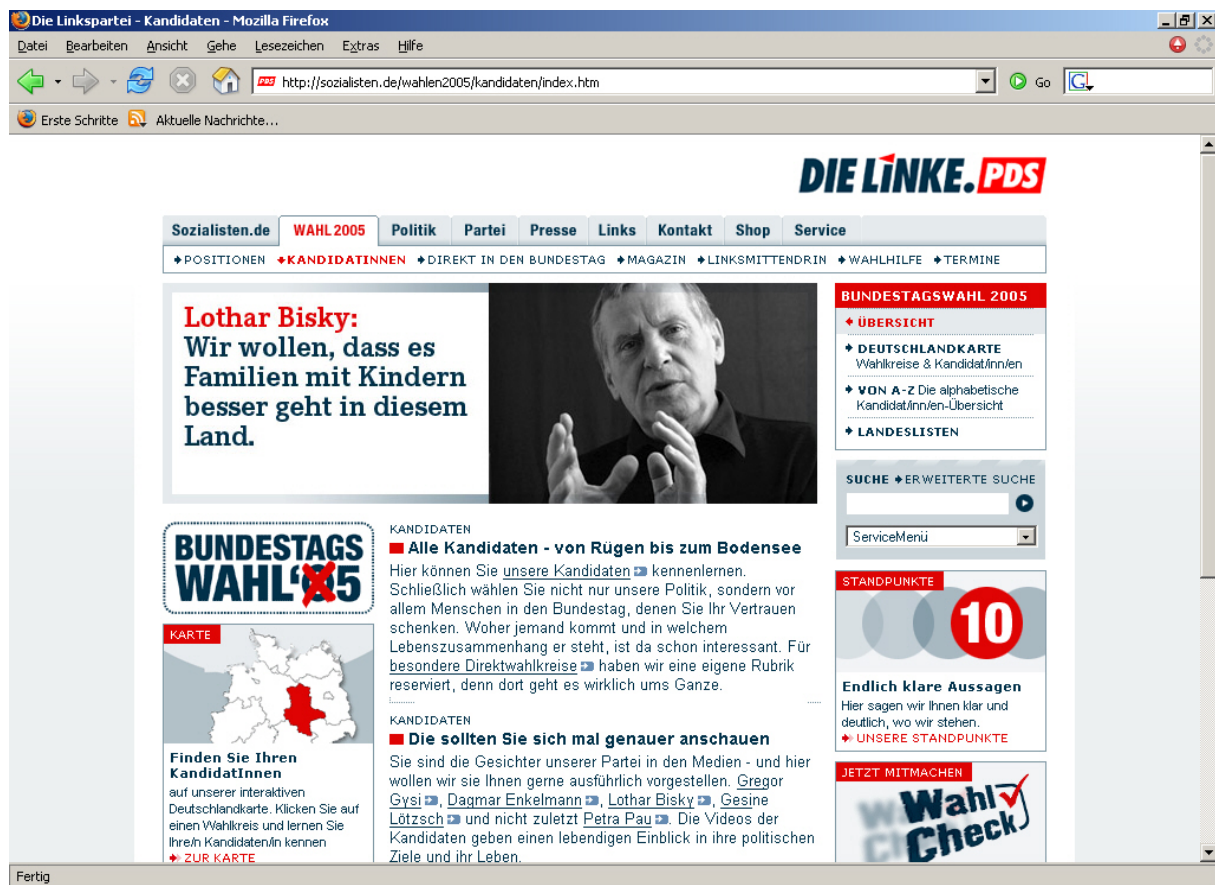 Die Linkspartei - Kandidaten - Mozilla Firefox
Datei Bearbeiten Ansicht Gehe Lesezeichen Extras Hilfe
PDS http://sozialisten.de/wahlen2005/kandidaten/index.htm Go G
Erste Schritte Aktuelle Nachrichte...
DIE LINKE.PDS
Sozialisten.de WAHL 2005 Politik Partei Presse Links Kontakt Shop Service
POSITIONEN KANDIDATINNEN DIREKT IN DEN BUNDESTAG MAGAZIN LINKSMITTENDRIN WAHLHILFE TERMINE
Lothar Bisky:
Wir wollen, dass es
Familien mit Kindern
besser geht in diesem
Land.
BUNDESTAGS
WAHL'05
KARTE
Finden Sie Ihren
KandidatInnen
auf unserer interaktiven
Deutschlandkarte. Klicken Sie auf
einen Wahlkreis und lernen Sie
Ihre/n Kandidaten/in kennen
ZUR KARTE
KANDIDATEN
Alle Kandidaten - von Rügen bis zum Bodensee
Hier können Sie unsere Kandidaten kennenlernen.
Schließlich wählen Sie nicht nur unsere Politik, sondern vor
allem Menschen in den Bundestag, denen Sie Ihr Vertrauen
schenken. Woher jemand kommt und in welchem
Lebenszusammenhang er steht, ist da schon interessant. Für
besondere Direktwahlkreise haben wir eine eigene Rubrik
reserviert, denn dort geht es wirklich ums Ganze.
KANDIDATEN
Die sollten Sie sich mal genauer anschauen
Sie sind die Gesichter unserer Partei in den Medien - und hier
wollen wir sie Ihnen gerne ausführlich vorgestellen. Gregor
Gysi, Dagmar Enkelmann, Lothar Bisky, Gesine
Lötzsch und nicht zuletzt Petra Pau. Die Videos der
Kandidaten geben einen lebendigen Einblick in ihre politischen
Ziele und ihr Leben.
BUNDESTAGSWAHL 2005
ÜBERSICHT
DEUTSCHLANDKARTE
Wahlkreise & Kandidat/inn/en
VON A-Z Die alphabetische
Kandidat/inn/en-Übersicht
LANDESLISTEN
SUCHE ERWEITERTE SUCHE
ServiceMenü
STANDPUNKTE
10
Endlich klare Aussagen
Hier sagen wir Ihnen klar und
deutlich, wo wir stehen.
UNSERE STANDPUNKTE
JETZT MITMACHEN
Wahl
Check
Fertig